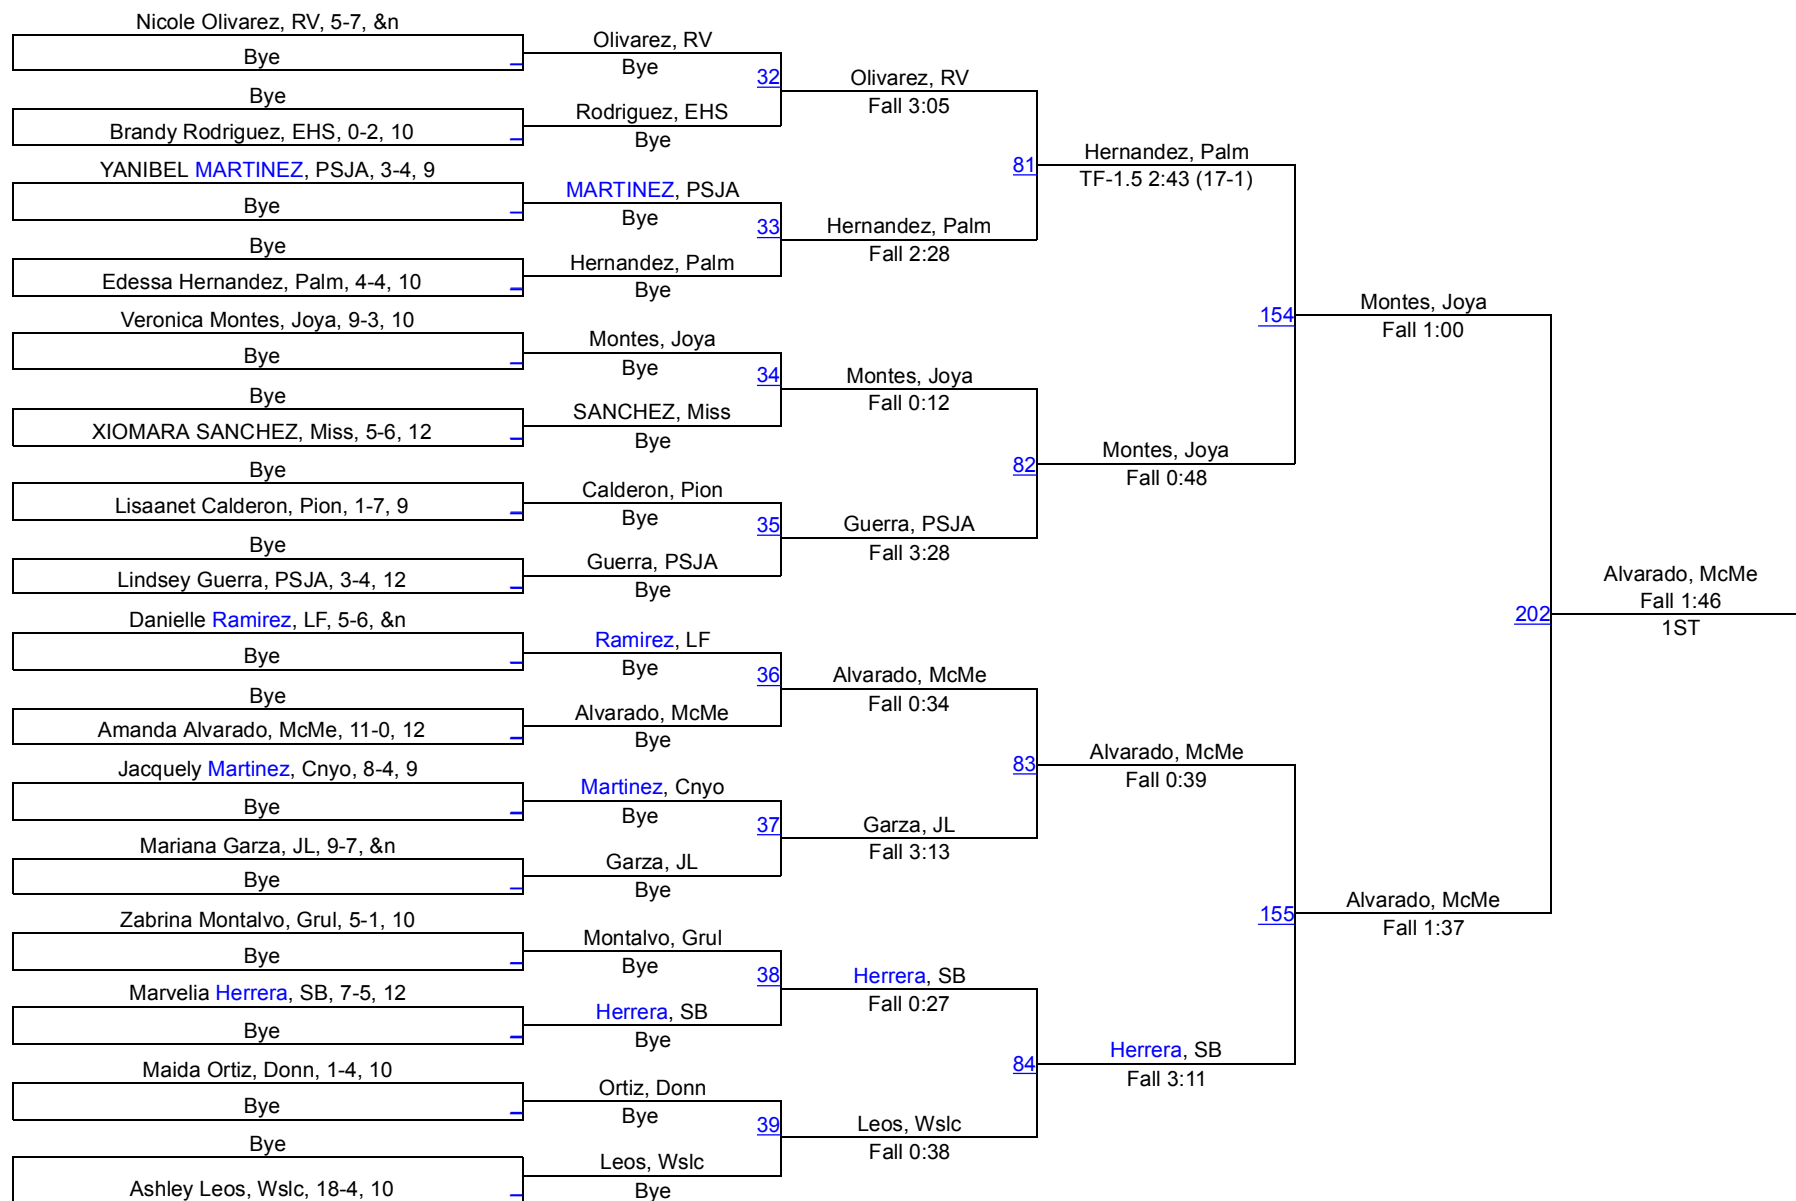 Nicole Olivarez, RV, 5-7, &n
Bye
Bye
Brandy Rodriguez, EHS, 0-2, 10
YANIBEL MARTINEZ, PSJA, 3-4, 9
Bye
Bye
Edessa Hernandez, Palm, 4-4, 10
Veronica Montes, Joya, 9-3, 10
Bye
Bye
XIOMARA SANCHEZ, Miss, 5-6, 12
Bye
Lisaanet Calderon, Pion, 1-7, 9
Bye
Lindsey Guerra, PSJA, 3-4, 12
Danielle Ramirez, LF, 5-6, &n
Bye
Bye
Amanda Alvarado, McMe, 11-0, 12
Jacquely Martinez, Cnyo, 8-4, 9
Bye
Mariana Garza, JL, 9-7, &n
Bye
Zabrina Montalvo, Grul, 5-1, 10
Bye
Marvelia Herrera, SB, 7-5, 12
Bye
Maida Ortiz, Donn, 1-4, 10
Bye
Bye
Ashley Leos, Wslc, 18-4, 10
Olivarez, RV
Bye
32
Rodriguez, EHS
Bye
MARTINEZ, PSJA
Bye
33
Hernandez, Palm
Bye
Montes, Joya
Bye
34
SANCHEZ, Miss
Bye
Calderon, Pion
Bye
35
Guerra, PSJA
Bye
Ramirez, LF
Bye
36
Alvarado, McMe
Bye
Martinez, Cnyo
Bye
37
Garza, JL
Bye
Montalvo, Grul
Bye
38
Herrera, SB
Bye
Ortiz, Donn
Bye
39
Leos, Wslc
Bye
Olivarez, RV
Fall 3:05
81
Hernandez, Palm
Fall 2:28
Montes, Joya
Fall 0:12
82
Guerra, PSJA
Fall 3:28
Alvarado, McMe
Fall 0:34
83
Garza, JL
Fall 3:13
Herrera, SB
Fall 0:27
84
Leos, Wslc
Fall 0:38
Hernandez, Palm
TF-1.5 2:43 (17-1)
154
Montes, Joya
Fall 0:48
Alvarado, McMe
Fall 0:39
155
Herrera, SB
Fall 3:11
Montes, Joya
Fall 1:00
202
Alvarado, McMe
Fall 1:37
Alvarado, McMe
Fall 1:46
1ST